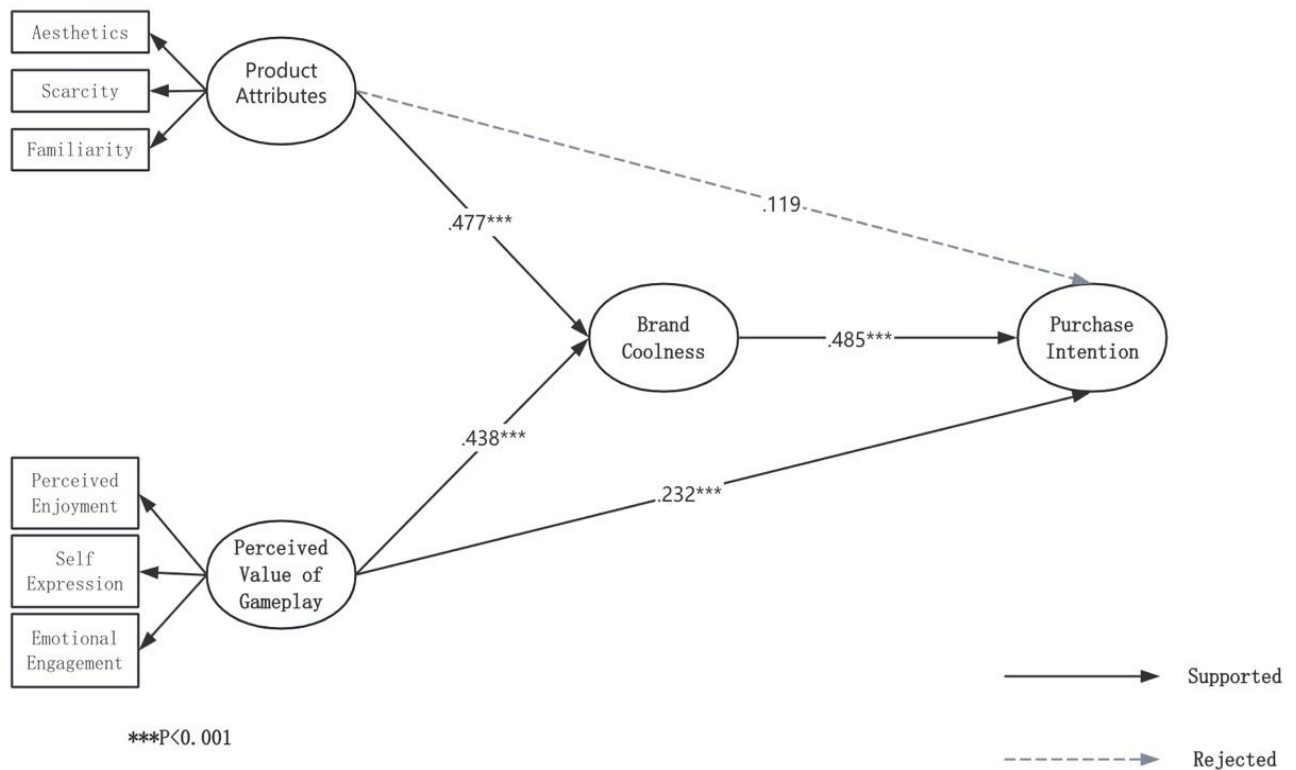 Aesthetics
Scarcity
Familiarity
Product
Attributes
.119
.477***
Brand
Coolness
.485***
Purchase
Intention
.438***
.232***
Perceived
Enjoyment
Self
Expression
Emotional
Engagement
Perceived
Value of
Gameplay
Supported
***P<0.001
Rejected